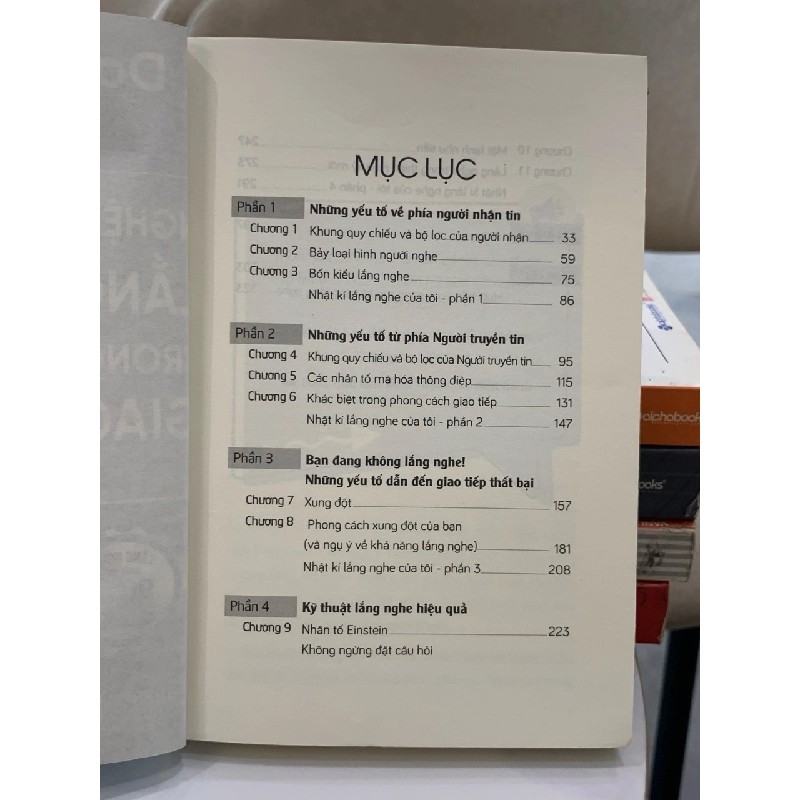 MỤC LỤC
Phần 1 Những yếu tố về phía người nhận tin
Chương 1 Khung quy chiếu và bộ lọc của người nhận 33
Chương 2 Bảy loại hình người nghe 59
Chương 3 Bốn kiểu lắng nghe 75
Nhật kí lắng nghe của tôi - phần 1 86
Phần 2 Những yếu tố từ phía Người truyền tin
Chương 4 Khung quy chiếu và bộ lọc của Người truyền tin 95
Chương 5 Các nhân tố mã hóa thông điệp 115
Chương 6 Khác biệt trong phong cách giao tiếp 131
Nhật kí lắng nghe của tôi - phần 2 147
Phần 3 Bạn đang không lắng nghe!
Những yếu tố dẫn đến giao tiếp thất bại
Chương 7 Xung đột 157
Chương 8 Phong cách xung đột của bạn
(và ngụ ý về khả năng lắng nghe) 181
Nhật kí lắng nghe của tôi - phần 3 208
Phần 4 Kỹ thuật lắng nghe hiệu quả
Chương 9 Nhân tố Einstein 223
Không ngừng đặt câu hỏi
alphabooks
books